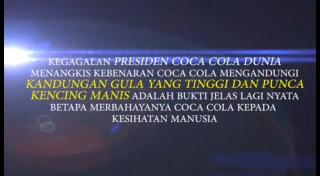 KEGAGALAN PRESIDEN COCA COLA DUNIA
MENANGKIS KEBENARAN COCA COLA MENGANDUNGI
KANDUNGAN GULA YANG TINGGI DAN PUNCA
KENCING MANIS ADALAH BUKTI JELAS LAGI NYATA
BETAPA MERBAHAYANYA COCA COLA KEPADA
KESIHATAN MANUSIA